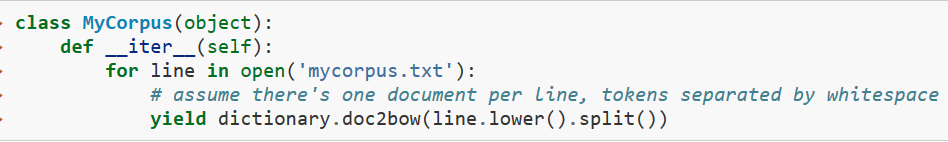 class MyCorpus(object):
    def __iter__(self):
        for line in open('mycorpus.txt'):
            # assume there's one document per line, tokens separated by whitespace
            yield dictionary.doc2bow(line.lower().split())